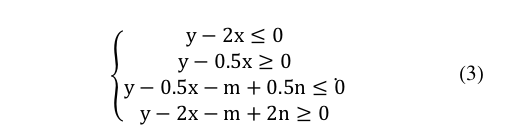 y − 2x ≤ 0
y − 0.5x ≥ 0
y − 0.5x − m + 0.5n ≤ 0
y − 2x − m + 2n ≥ 0
(3)